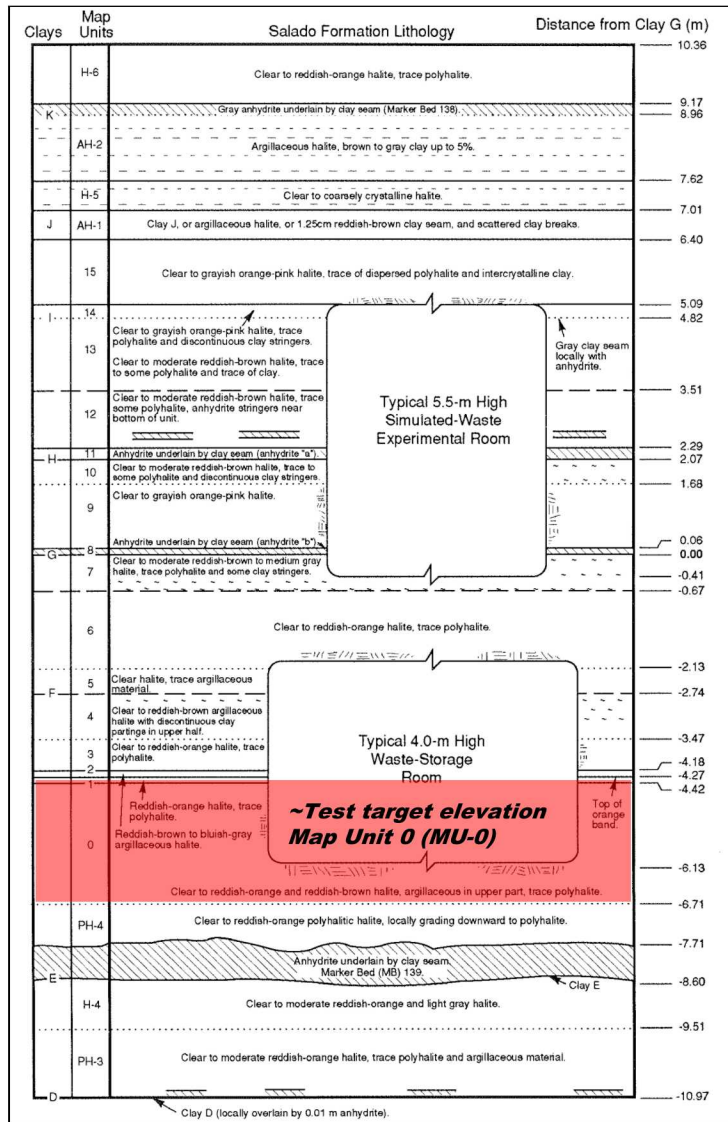 Clays
Map
Units
Salado Formation Lithology
Distance from Clay G (m)
10.36
H-6
Clear to reddish-orange halite, trace polyhalite.
9.17
Gray anhydrite underlain by clay seam (Marker Bed 138).
K
8.96
AH-2
Argillaceous halite, brown to gray clay up to 5%.
7.62
H-5
Clear to coarsely crystalline halite.
7.01
J
AH-1
Clay J, or argillaceous halite, or 1.25cm reddish-brown clay seam, and scattered clay breaks.
6.40
15
Clear to grayish orange-pink halite, trace of dispersed polyhalite and intercrystalline clay.
5.09
14
I
4.82
Clear to grayish orange-pink halite, trace
polyhalite and discontinuous clay stringers.
13
Clear to moderate reddish-brown halite, trace
to some polyhalite and trace of clay.
Gray clay seam
locally with
anhydrite.
3.51
12
Clear to moderate reddish-brown halite, trace
some polyhalite, anhydrite stringers near
bottom of unit.
Typical 5.5-m High
Simulated-Waste
Experimental Room
2.29
11
Anhydrite underlain by clay seam (anhydrite "a").
H
2.07
10
Clear to moderate reddish-brown halite, trace to
some polyhalite and discontinuous clay stringers.
1.68
9
Clear to grayish orange-pink halite.
0.06
Anhydrite underlain by clay seam (anhydrite "b").
8
G
0.00
7
Clear to moderate reddish-brown to medium gray
halite, trace polyhalite and some clay stringers.
-0.41
-0.67
6
Clear to reddish-orange halite, trace polyhalite.
-2.13
5
Clear halite, trace argillaceous
material.
F
-2.74
4
Clear to reddish-brown argillaceous
halite with discontinuous clay
partings in upper half.
-3.47
3
Clear to reddish-orange halite, trace
polyhalite.
Typical 4.0-m High
Waste-Storage
Room
-4.18
2
-4.27
1
-4.42
Reddish-orange halite, trace
polyhalite.
Reddish-brown to bluish-gray
argillaceous halite.
0
~Test target elevation
Map Unit 0 (MU-0)
Top of
orange
band.
-6.13
Clear to reddish-orange and reddish-brown halite, argillaceous in upper part, trace polyhalite.
-6.71
PH-4
Clear to reddish-orange polyhalitic halite, locally grading downward to polyhalite.
-7.71
Anhydrite underlain by clay seam.
Marker Bed (MB) 139.
E
Clay E
-8.60
H-4
Clear to moderate reddish-orange and light gray halite.
-9.51
PH-3
Clear to moderate reddish-orange halite, trace polyhalite and argillaceous material.
D
-10.97
Clay D (locally overlain by 0.01 m anhydrite).